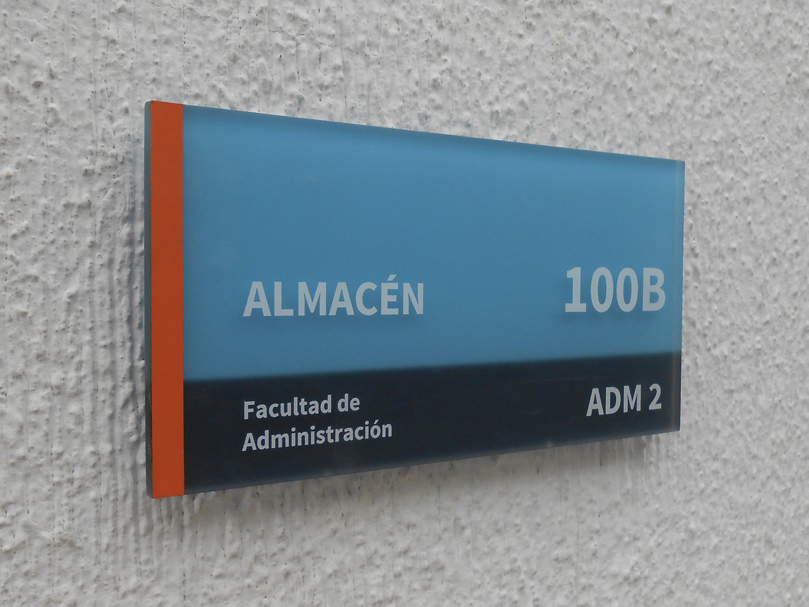 ALMACÉN 100B
Facultad de
Administración
ADM 2